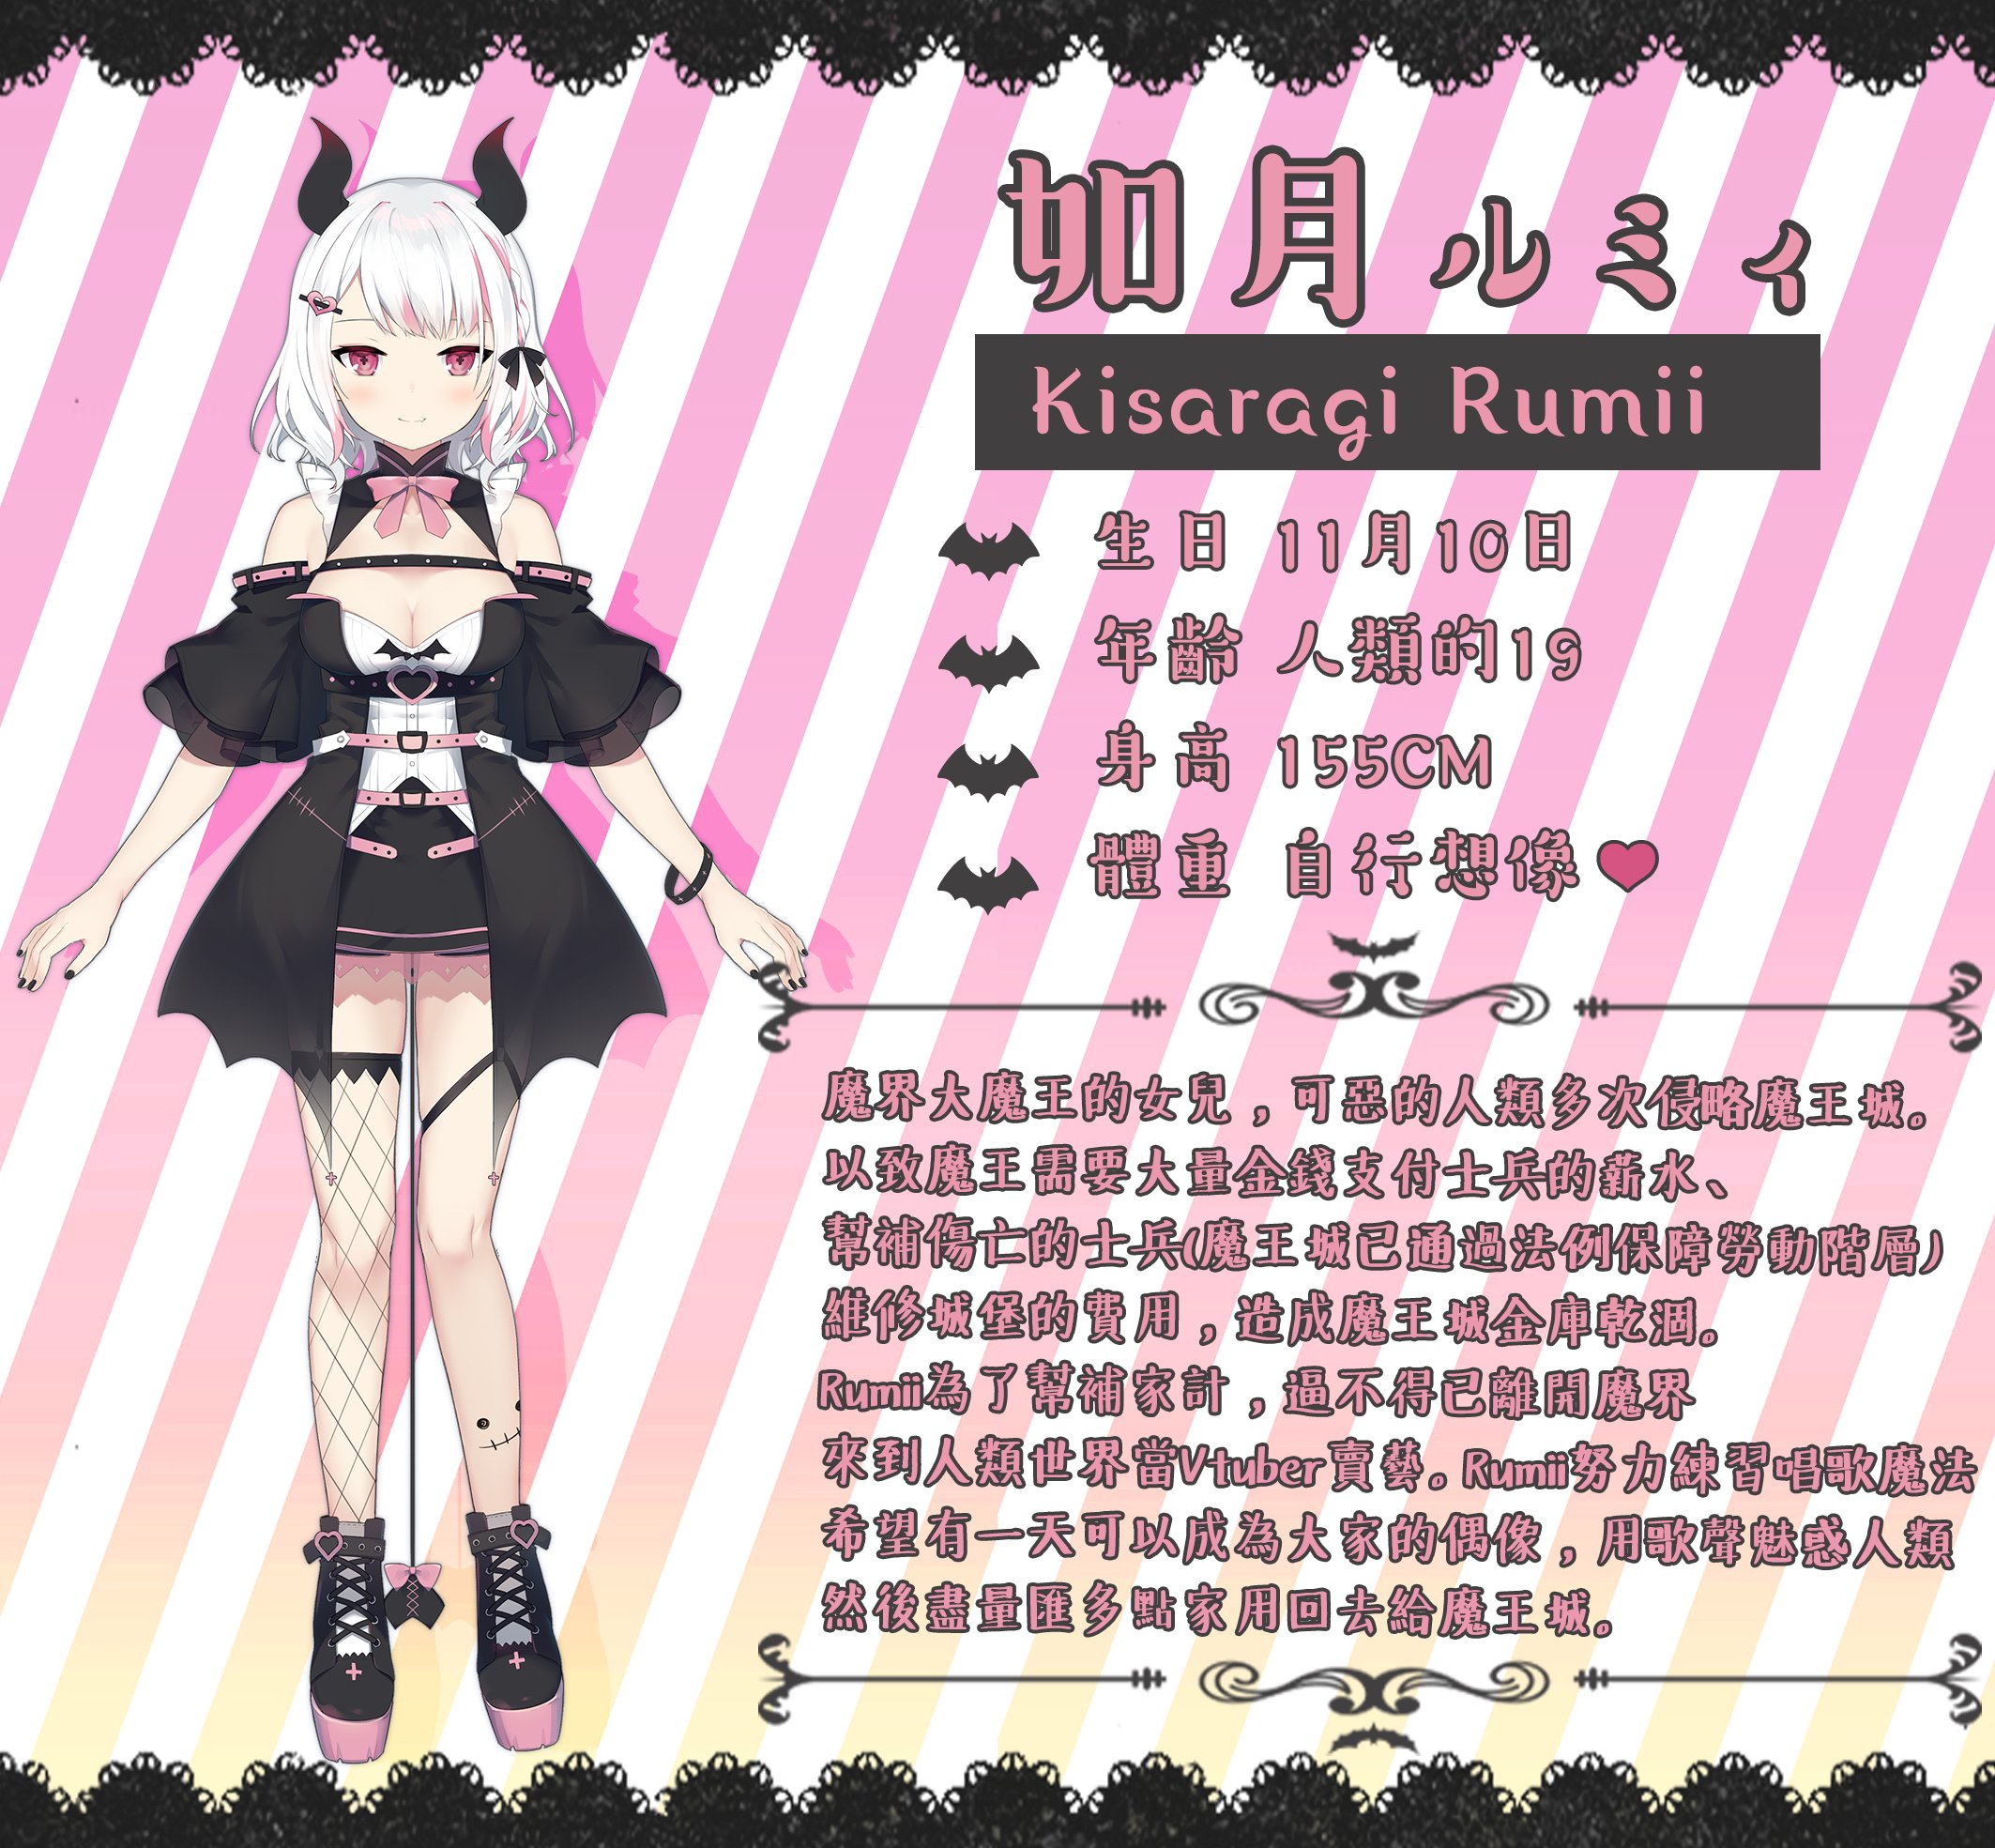 如月ルミィ
Kisaragi Rumii
生日 11月10日
年齡 人類的19
身高 155CM
體重 自行想像
魔界大魔王的女兒，可惡的人類多次侵略魔王城。
以致魔王需要大量金錢支付士兵的薪水、
幫補傷亡的士兵(魔王城已通過法例保障勞動階層)
維修城堡的費用，造成魔王城金庫乾涸。
Rumii為了幫補家計，逼不得已離開魔界
來到人類世界當Vtuber賣藝。Rumii努力練習唱歌魔法
希望有一天可以成為大家的偶像，用歌聲魅惑人類
然後盡量匯多點家用回去給魔王城。